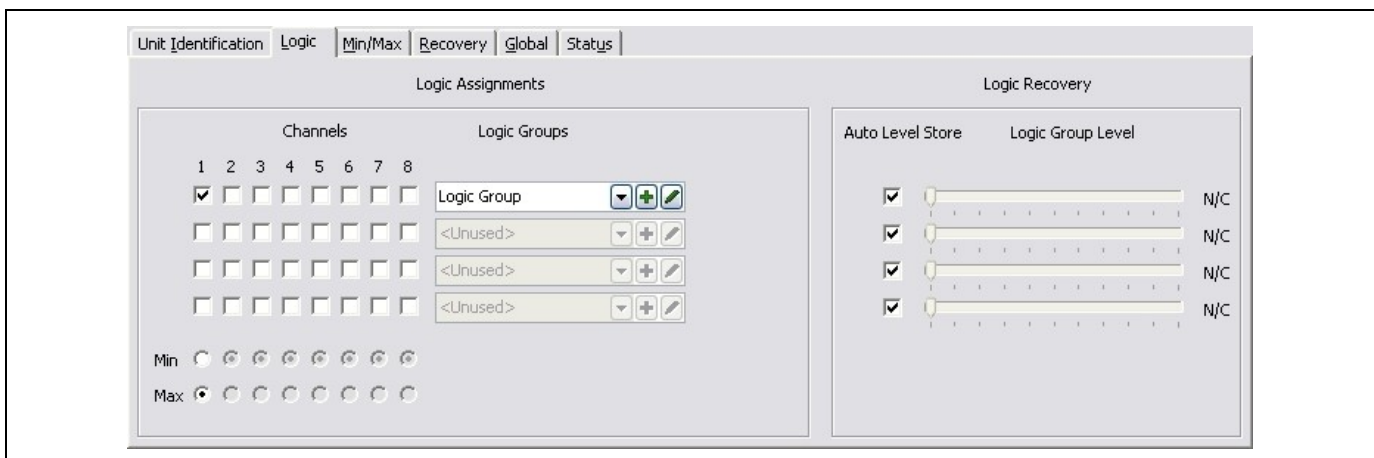 Unit Identification Logic Min/Max Recovery Global Status
Logic Assignments
Channels Logic Groups
1 2 3 4 5 6 7 8
Logic Group
<Unused>
<Unused>
<Unused>
Min
Max
Logic Recovery
Auto Level Store Logic Group Level
N/C
N/C
N/C
N/C